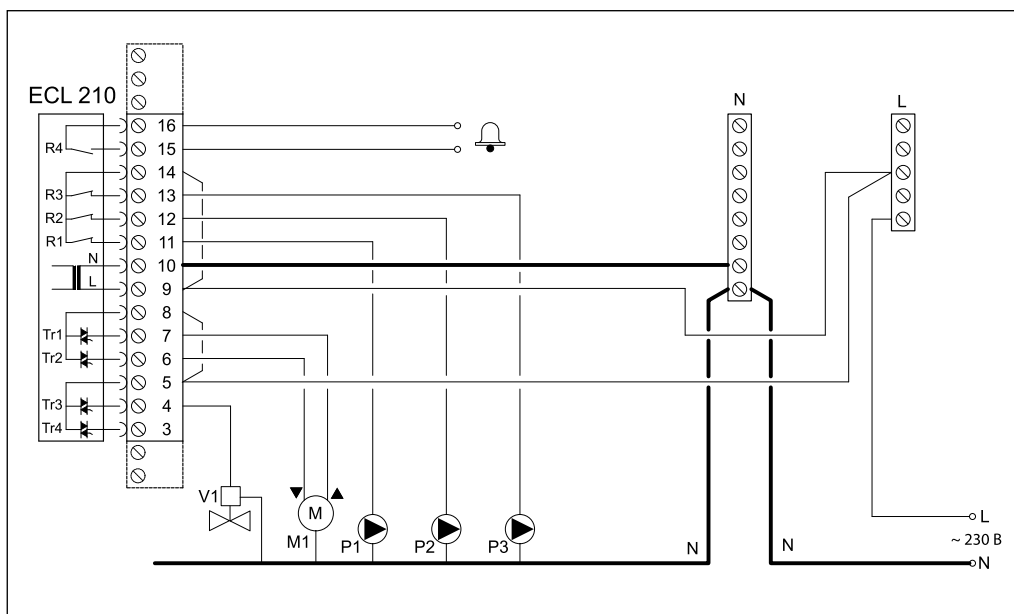 ECL 210
N
L
16
R4
15
14
R3
13
R2
12
R1
11
N
10
L
9
8
Tr1
7
Tr2
6
5
Tr3
4
Tr4
3
V1
M
M1
P1
P2
P3
N
N
L
~ 230 В
N